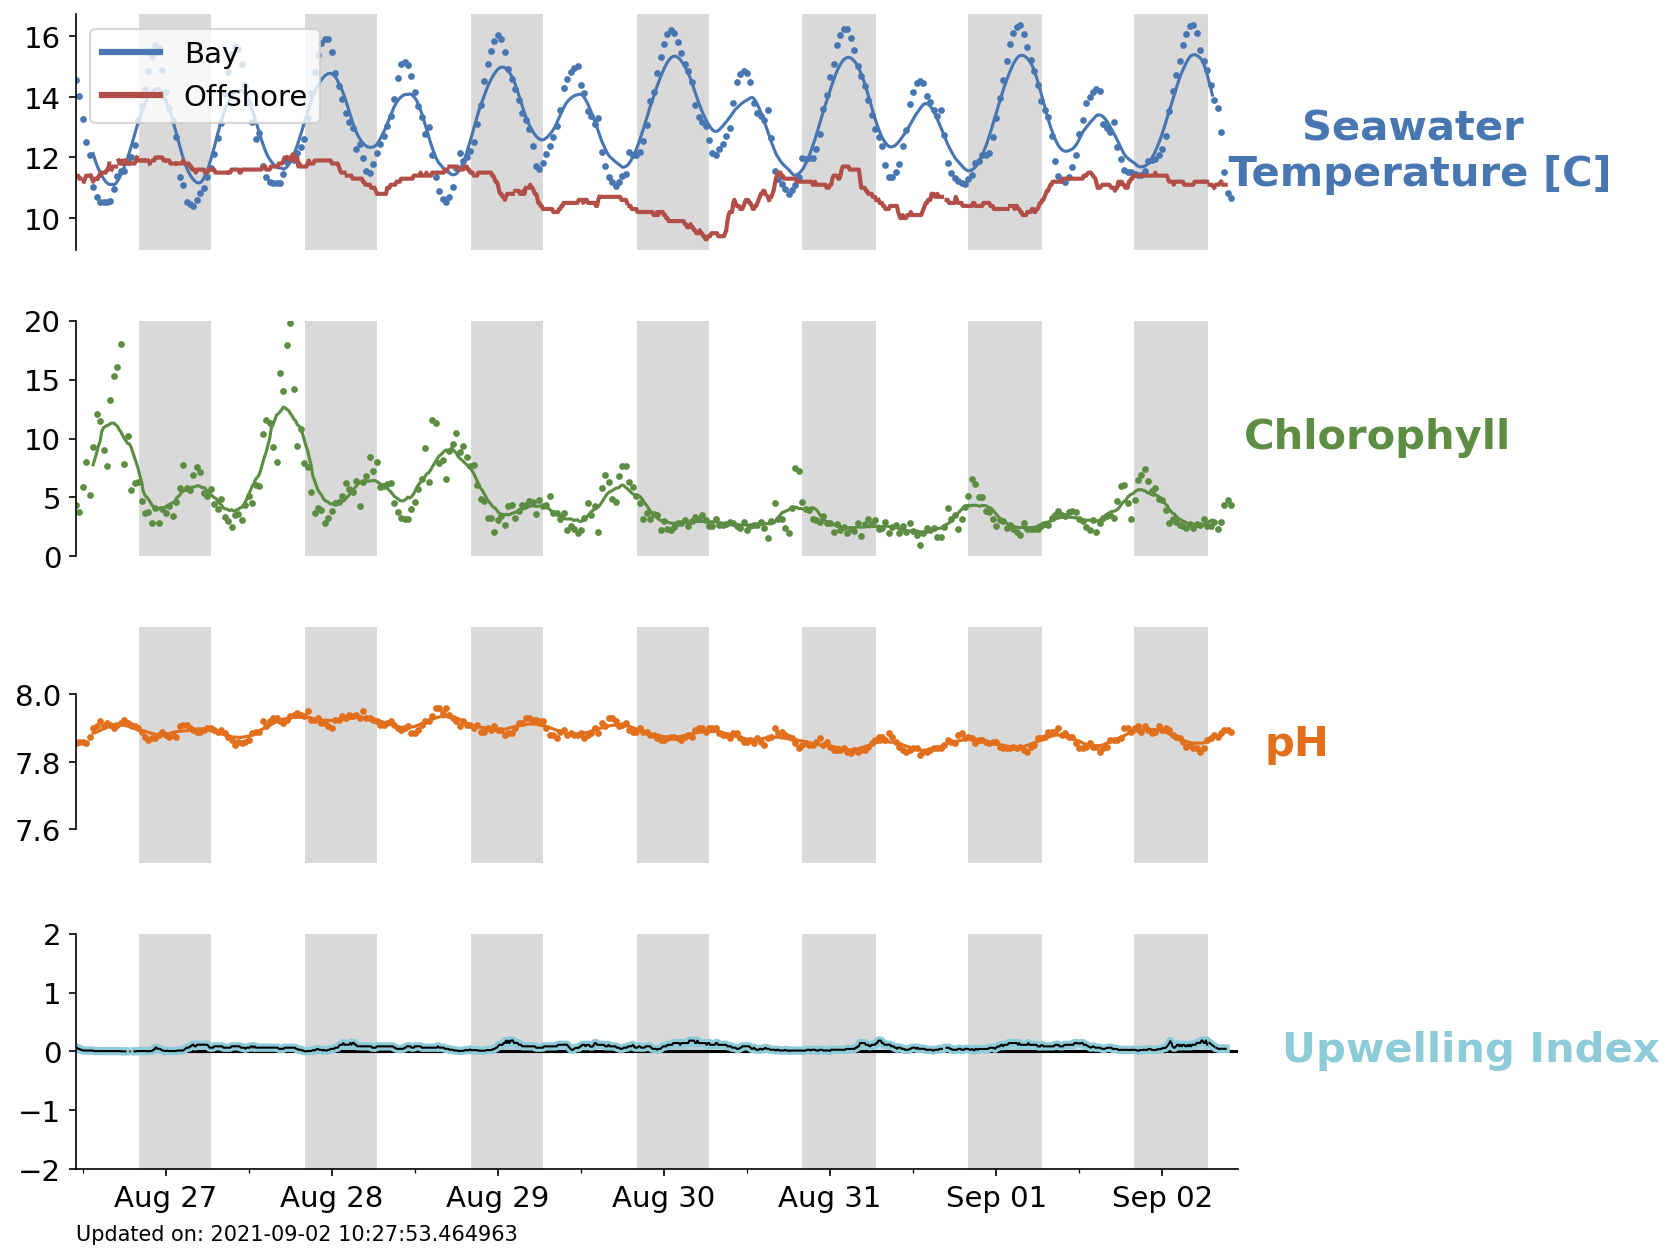 16
14
12
10
Bay
Offshore
Seawater
Temperature [C]
20
15
10
5
0
Chlorophyll
8.0
7.8
7.6
pH
2
1
0
−1
−2
Upwelling Index
Aug 27 Aug 28 Aug 29 Aug 30 Aug 31 Sep 01 Sep 02
Updated on: 2021-09-02 10:27:53.464963